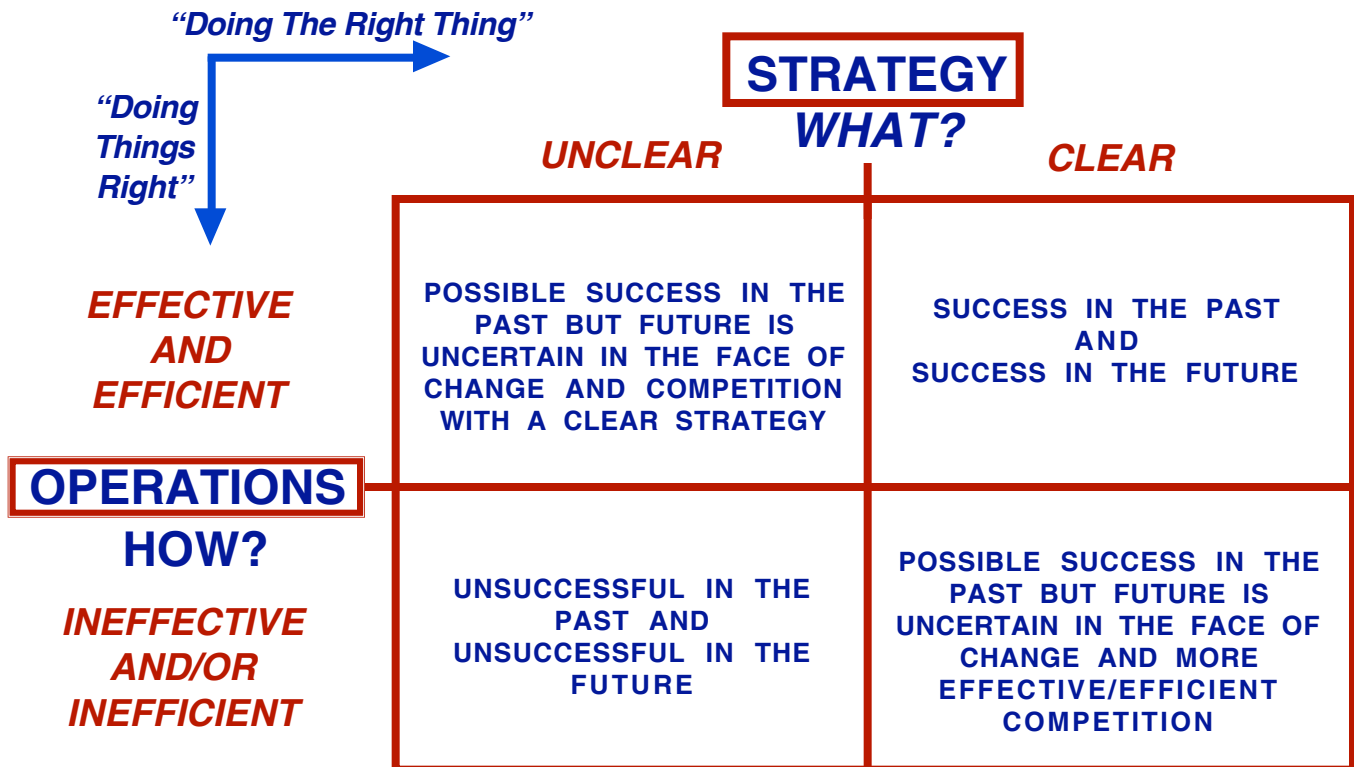 “Doing The Right Thing”
“Doing
Things
Right”
STRATEGY
WHAT?
UNCLEAR
CLEAR
EFFECTIVE
AND
EFFICIENT
POSSIBLE SUCCESS IN THE
PAST BUT FUTURE IS
UNCERTAIN IN THE FACE OF
CHANGE AND COMPETITION
WITH A CLEAR STRATEGY
SUCCESS IN THE PAST
AND
SUCCESS IN THE FUTURE
OPERATIONS
HOW?
INEFFECTIVE
AND/OR
INEFFICIENT
UNSUCCESSFUL IN THE
PAST AND
UNSUCCESSFUL IN THE
FUTURE
POSSIBLE SUCCESS IN THE
PAST BUT FUTURE IS
UNCERTAIN IN THE FACE OF
CHANGE AND MORE
EFFECTIVE/EFFICIENT
COMPETITION